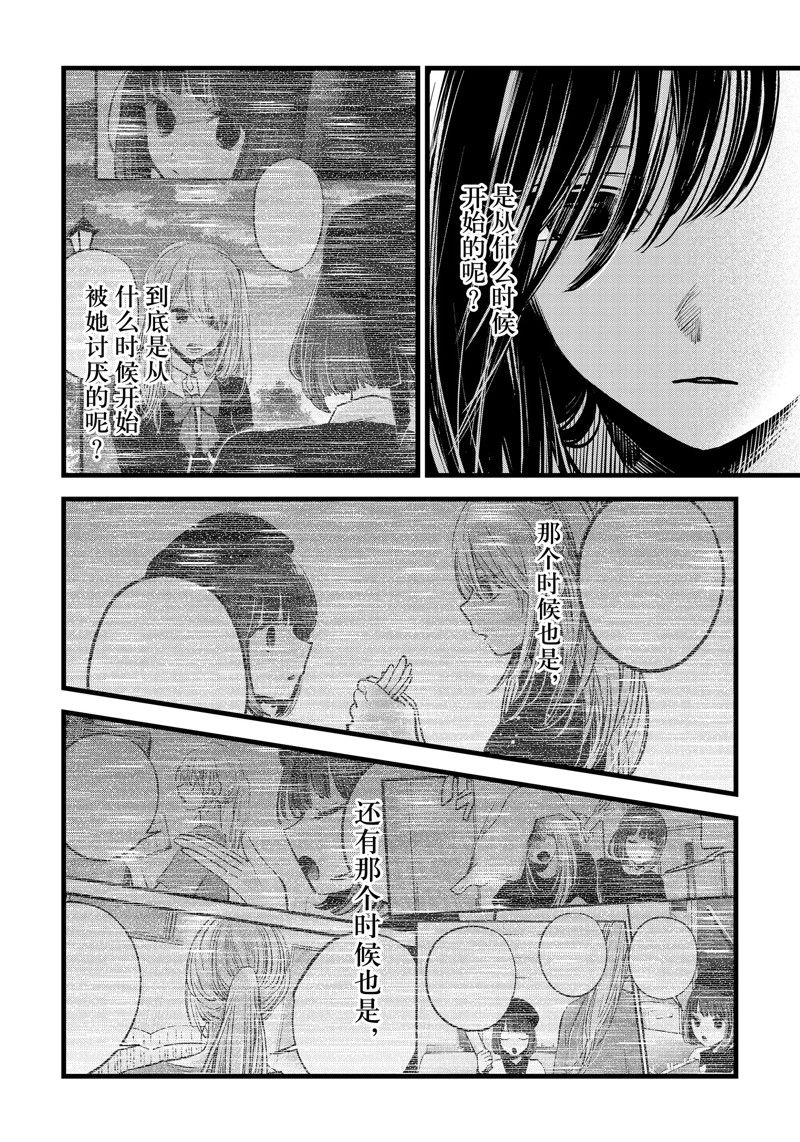 是从什么时候
开始的呢？
到底是从
什么时候开始
被她讨厌的呢？
那个时候也是，
还有那个时候也是，